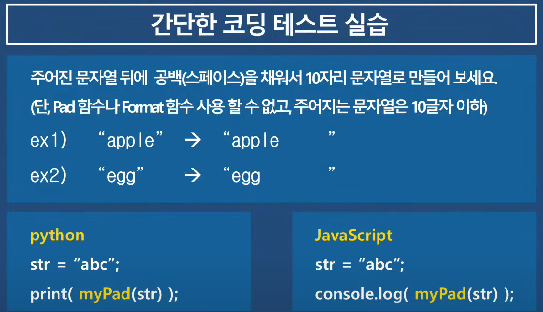 간단한 코딩 테스트 실습
주어진 문자열 뒤에 공백(스페이스)을 채워서 10자리 문자열로 만들어 보세요.
(단, Pad 함수나 Format 함수 사용 할 수 없고, 주어지는 문자열은 10글자 이하)
ex1) “apple” → “apple     ”
ex2) “egg” → “egg       ”
python
str = “abc”;
print( myPad(str) );
JavaScript
str = “abc”;
console.log( myPad(str) );